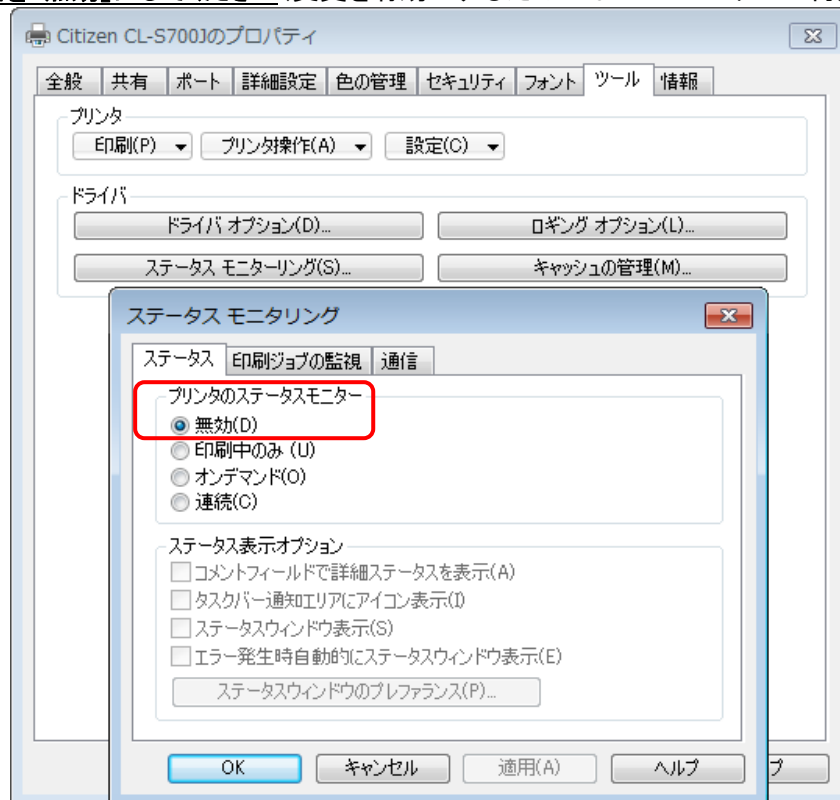 Citizen CL-S700Jのプロパティ
全般 共有 ポート 詳細設定 色の管理 セキュリティ フォント ツール 情報
プリンタ
印刷(P) プリンタ操作(A) 設定(C)
ドライバ
ドライバ オプション(D)... ロギング オプション(L)...
ステータス モニターリング(S)... キャッシュの管理(M)...
ステータス モニタリング
ステータス 印刷ジョブの監視 通信
プリンタのステータスモニター
無効(D)
印刷中のみ (U)
オンデマンド(O)
連続(C)
ステータス表示オプション
コメントフィールドで詳細ステータスを表示(A)
タスクバー通知エリアにアイコン表示(I)
ステータスウィンドウ表示(S)
エラー発生時自動的にステータスウィンドウ表示(E)
ステータスウィンドウのプレファランス(P)...
OK キャンセル 適用(A) ヘルプ プ